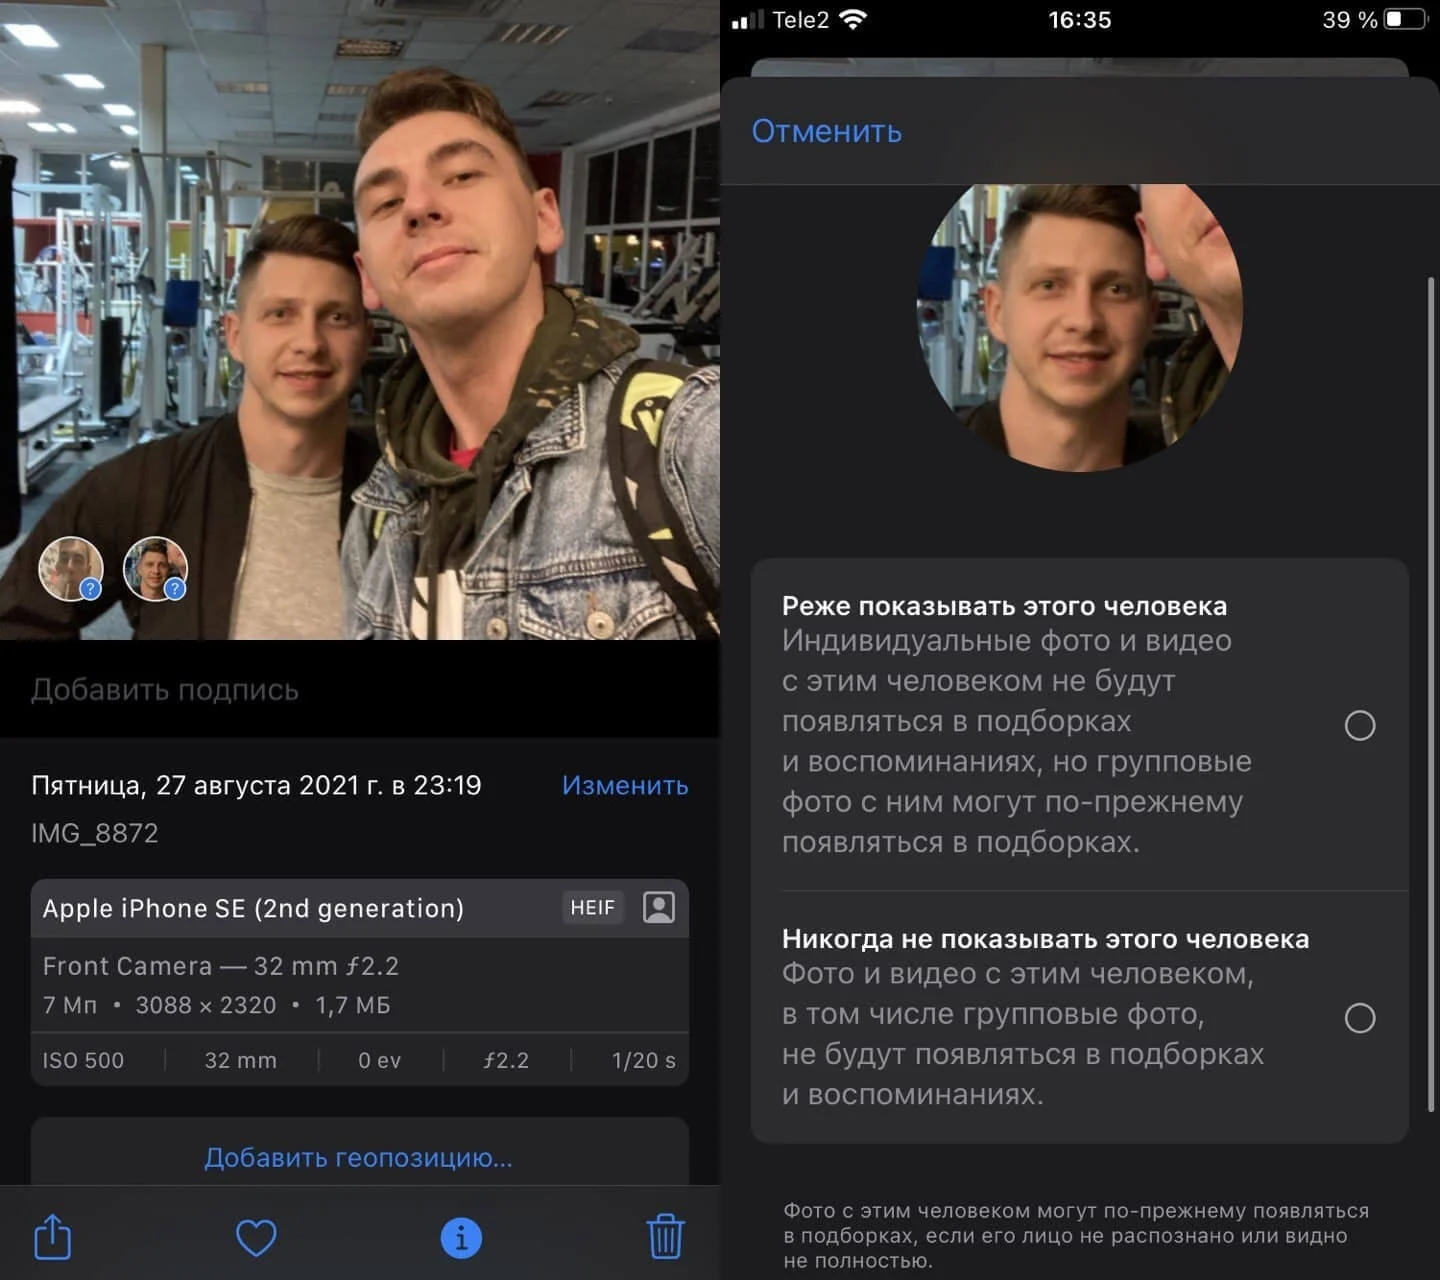 Добавить подпись
Пятница, 27 августа 2021 г. в 23:19
Изменить
IMG_8872
Apple iPhone SE (2nd generation)
HEIF
Front Camera — 32 mm ƒ2.2
7 Мп • 3088 × 2320 • 1,7 МБ
ISO 500 32 mm 0 ev ƒ2.2 1/20 s
Добавить геопозицию...
Tele2 16:35 39 %
Отменить
Реже показывать этого человека
Индивидуальные фото и видео
с этим человеком не будут
появляться в подборках
и воспоминаниях, но групповые
фото с ним могут по-прежнему
появляться в подборках.
Никогда не показывать этого человека
Фото и видео с этим человеком,
в том числе групповые фото,
не будут появляться в подборках
и воспоминаниях.
Фото с этим человеком могут по-прежнему появляться
в подборках, если его лицо не распознано или видно
не полностью.